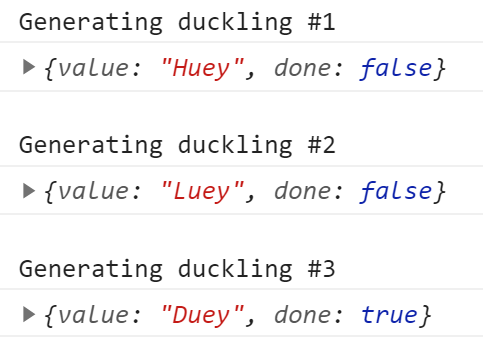 Generating duckling #1
{value: "Huey", done: false}
Generating duckling #2
{value: "Luey", done: false}
Generating duckling #3
{value: "Duey", done: true}